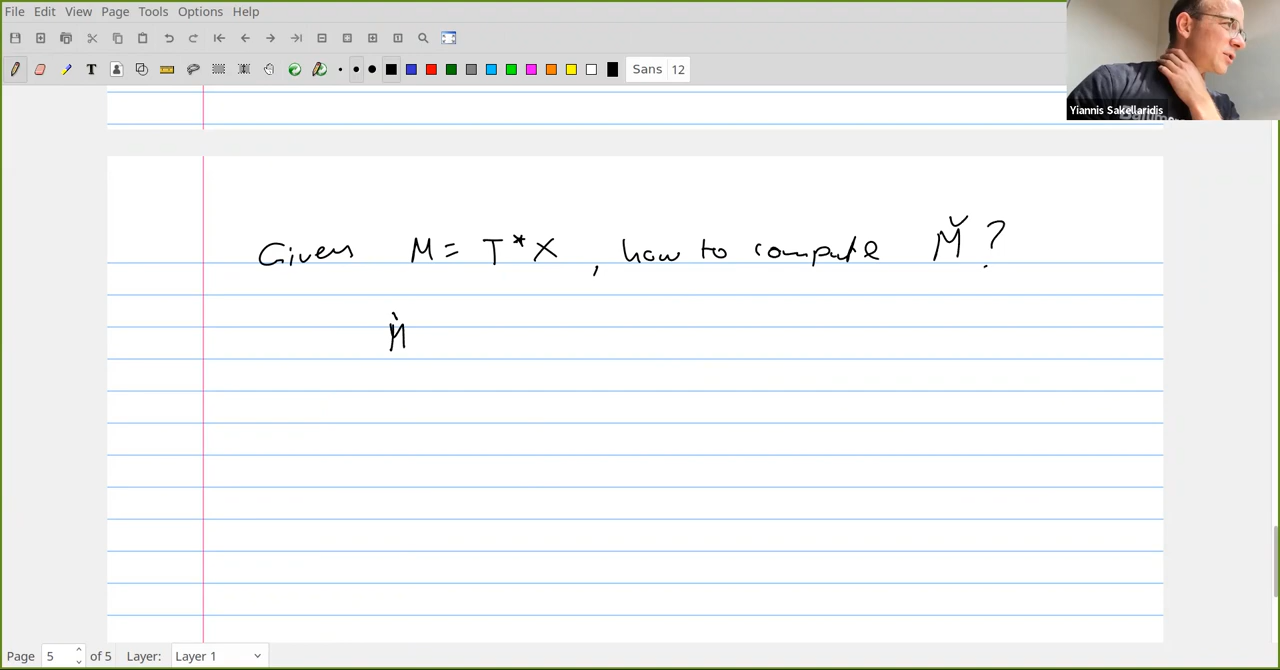 File Edit View Page Tools Options Help
T Sans 12
Yiannis Sakellaridis
Given M = T*X , how to compute M̌ ?
M
Page 5 of 5 Layer: Layer 1